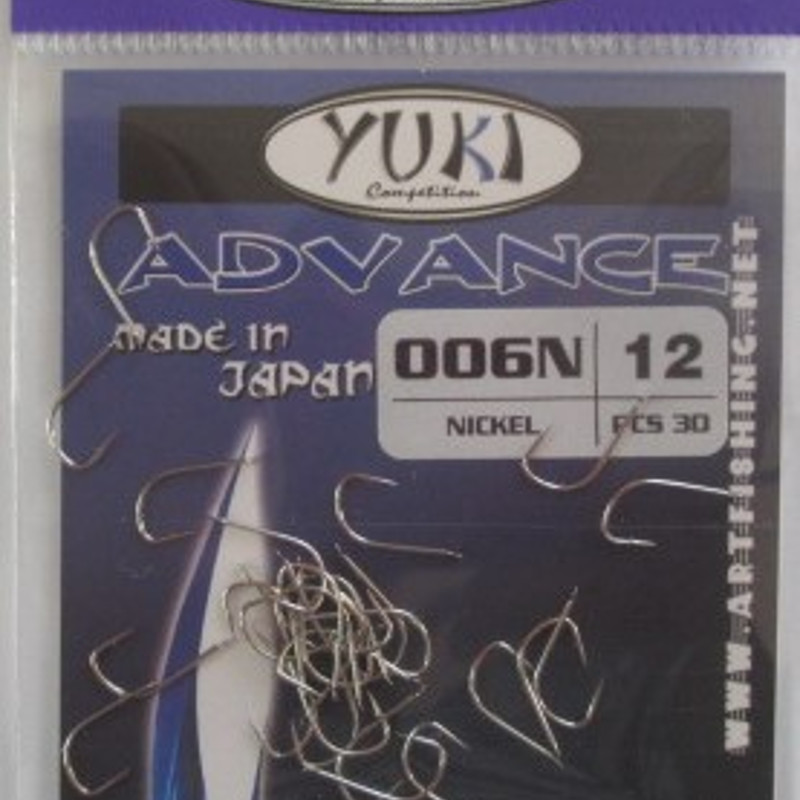 YUKI
Competition
ADVANCE
MADE IN
JAPAN
006N 12
NICKEL PCS 30
WWW.ARTFISHING.NET